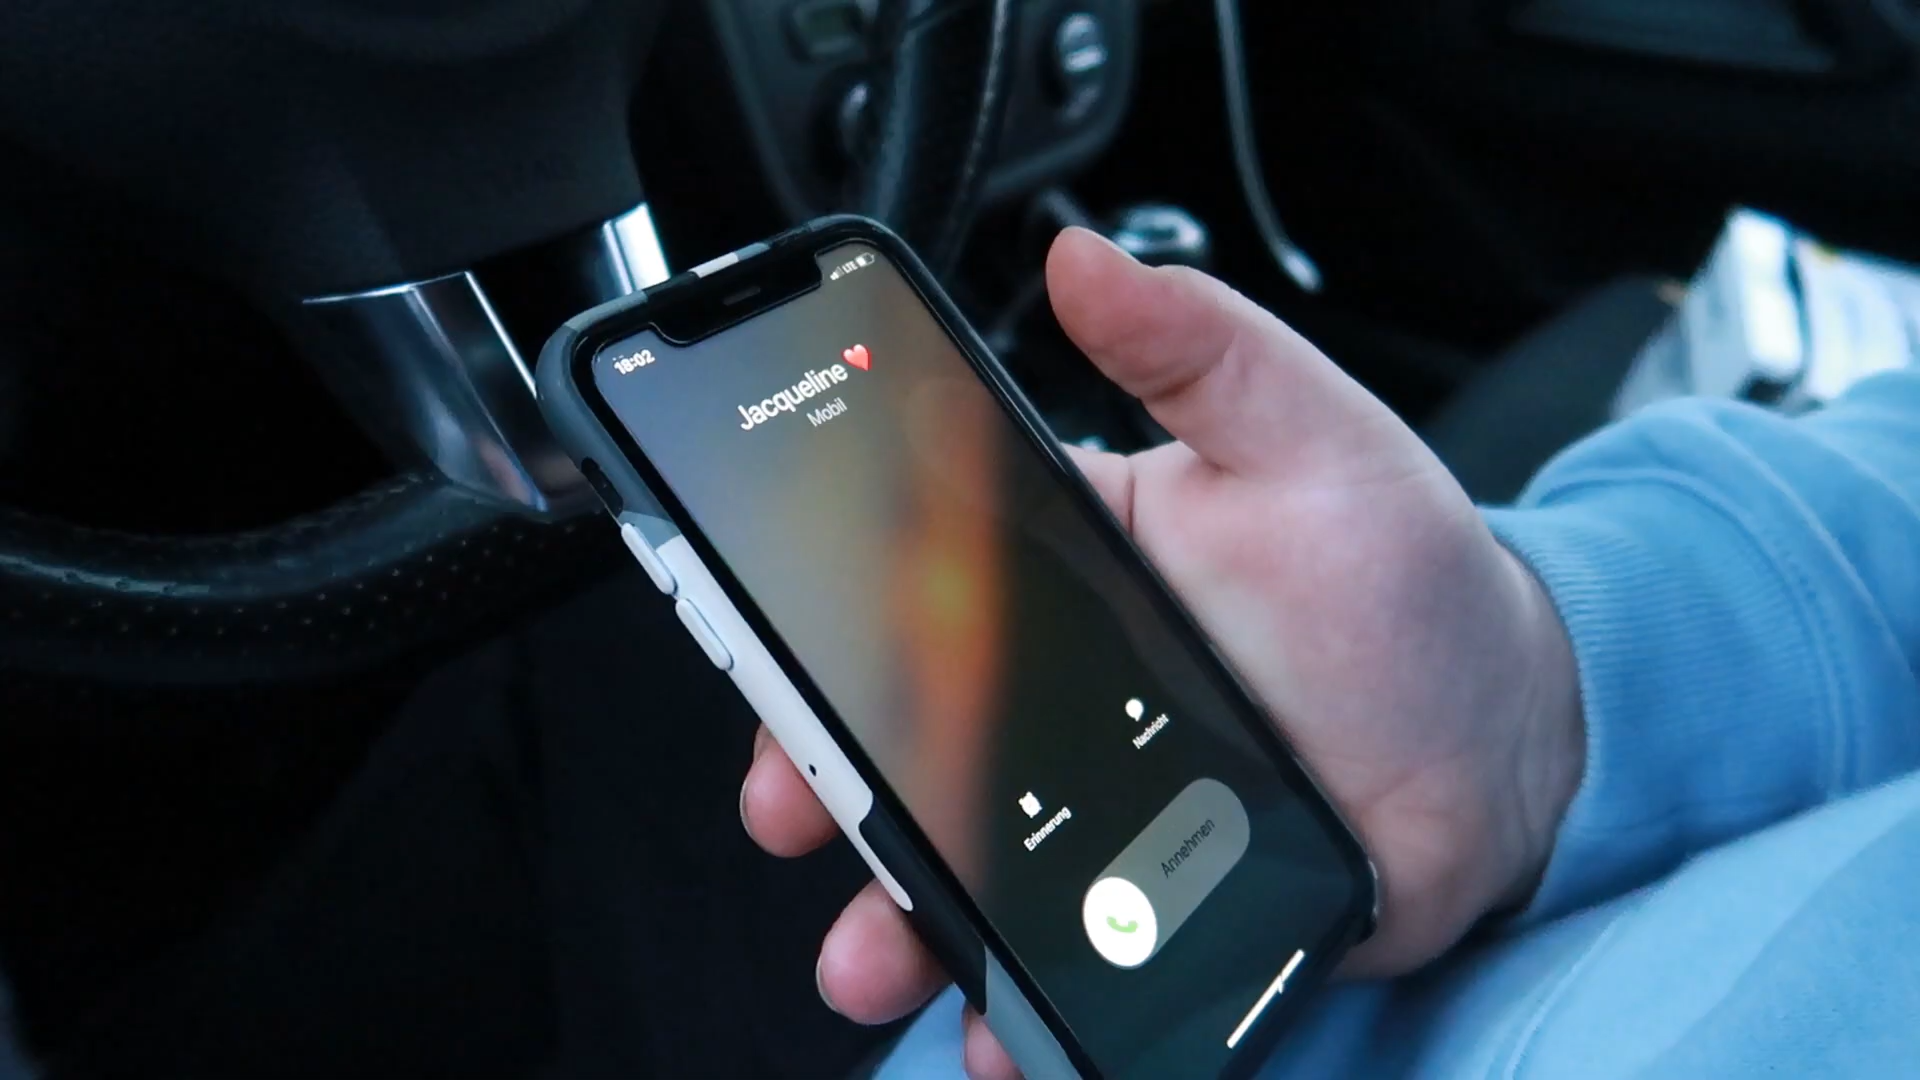 18:02
LTE
Jacqueline❤️
Mobil
Nachricht
Erinnerung
Annehmen